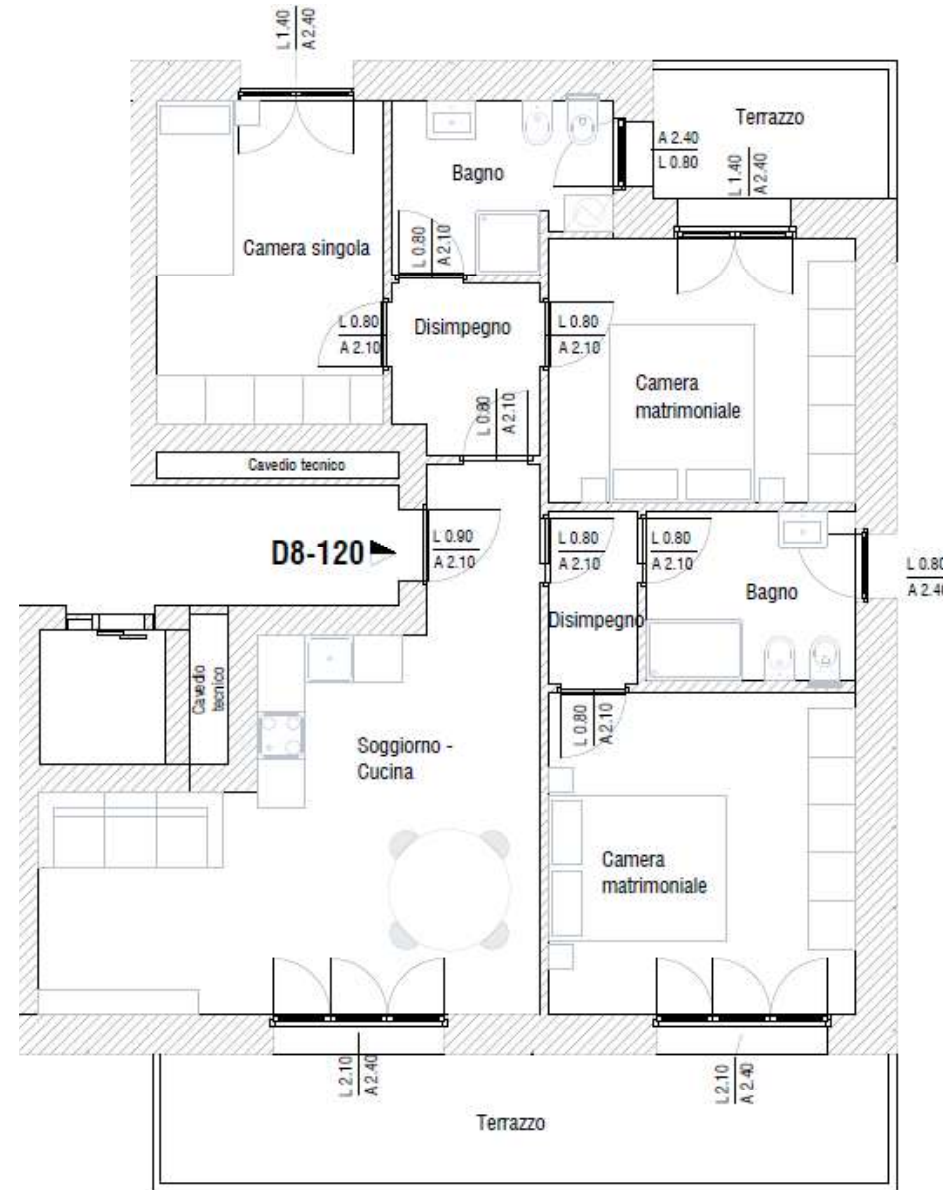 L 1.40
A 2.40
Terrazzo
A 2.40
L 0.80
L 1.40
A 2.40
Bagno
L 0.80
A 2.10
Camera singola
L 0.80
A 2.10
Disimpegno
L 0.80
A 2.10
Camera
matrimoniale
L 0.80
A 2.10
Cavedio tecnico
D8-120
L 0.90
A 2.10
L 0.80
A 2.10
L 0.80
A 2.10
L 0.80
A 2.40
Bagno
Disimpegno
Cavedio
tecnico
L 0.80
A 2.10
Soggiorno -
Cucina
Camera
matrimoniale
L 2.10
A 2.40
L 2.10
A 2.40
Terrazzo